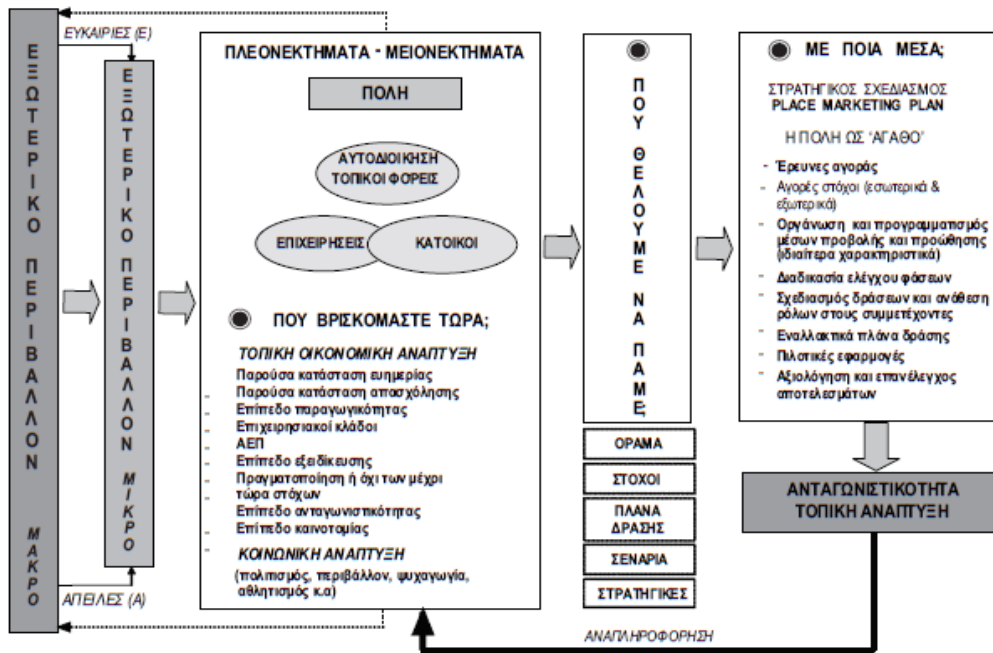 ΕΞΩΤΕΡΙΚΟ ΠΕΡΙΒΑΛΛΟΝ ΜΑΚΡΟ
ΕΥΚΑΙΡΙΕΣ (Ε)
ΑΠΕΙΛΕΣ (Α)
ΕΞΩΤΕΡΙΚΟ ΠΕΡΙΒΑΛΛΟΝ ΜΙΚΡΟ
ΠΛΕΟΝΕΚΤΗΜΑΤΑ - ΜΕΙΟΝΕΚΤΗΜΑΤΑ
ΠΟΛΗ
ΑΥΤΟΔΙΟΙΚΗΣΗ
ΤΟΠΙΚΟΙ ΦΟΡΕΙΣ
ΕΠΙΧΕΙΡΗΣΕΙΣ
ΚΑΤΟΙΚΟΙ
ΠΟΥ ΒΡΙΣΚΟΜΑΣΤΕ ΤΩΡΑ;
ΤΟΠΙΚΗ ΟΙΚΟΝΟΜΙΚΗ ΑΝΑΠΤΥΞΗ
Παρούσα κατάσταση ευημερίας
- Παρούσα κατάσταση απασχόλησης
- Επίπεδο παραγωγικότητας
- Επιχειρησιακοί κλάδοι
- ΑΕΠ
- Επίπεδο εξειδίκευσης
- Πραγματοποίηση ή όχι των μέχρι
τώρα στόχων
- Επίπεδο ανταγωνιστικότητας
- Επίπεδο καινοτομίας
- ΚΟΙΝΩΝΙΚΗ ΑΝΑΠΤΥΞΗ
(πολιτισμός, περιβάλλον, ψυχαγωγία,
αθλητισμός κ.α)
ΠΟΥ ΘΕΛΟΥΜΕ ΝΑ ΠΑΜΕ;
ΟΡΑΜΑ
ΣΤΟΧΟΙ
ΠΛΑΝΑ
ΔΡΑΣΗΣ
ΣΕΝΑΡΙΑ
ΣΤΡΑΤΗΓΙΚΕΣ
ΜΕ ΠΟΙΑ ΜΕΣΑ;
ΣΤΡΑΤΗΓΙΚΟΣ ΣΧΕΔΙΑΣΜΟΣ
PLACE MARKETING PLAN
Η ΠΟΛΗ ΩΣ 'ΑΓΑΘΟ'
- Έρευνες αγοράς
- Αγορές στόχοι (εσωτερικά &
εξωτερικά)
- Οργάνωση και προγραμματισμός
μέσων προβολής και προώθησης
(ιδιαίτερα χαρακτηριστικά)
- Διαδικασία ελέγχου φάσεων
- Σχεδιασμός δράσεων και ανάθεση
ρόλων στους συμμετέχοντες
- Εναλλακτικά πλάνα δράσης
- Πιλοτικές εφαρμογές
- Αξιολόγηση και επανέλεγχος
αποτελεσμάτων
ΑΝΤΑΓΩΝΙΣΤΙΚΟΤΗΤΑ
ΤΟΠΙΚΗ ΑΝΑΠΤΥΞΗ
ΑΝΑΠΛΗΡΟΦΟΡΗΣΗ